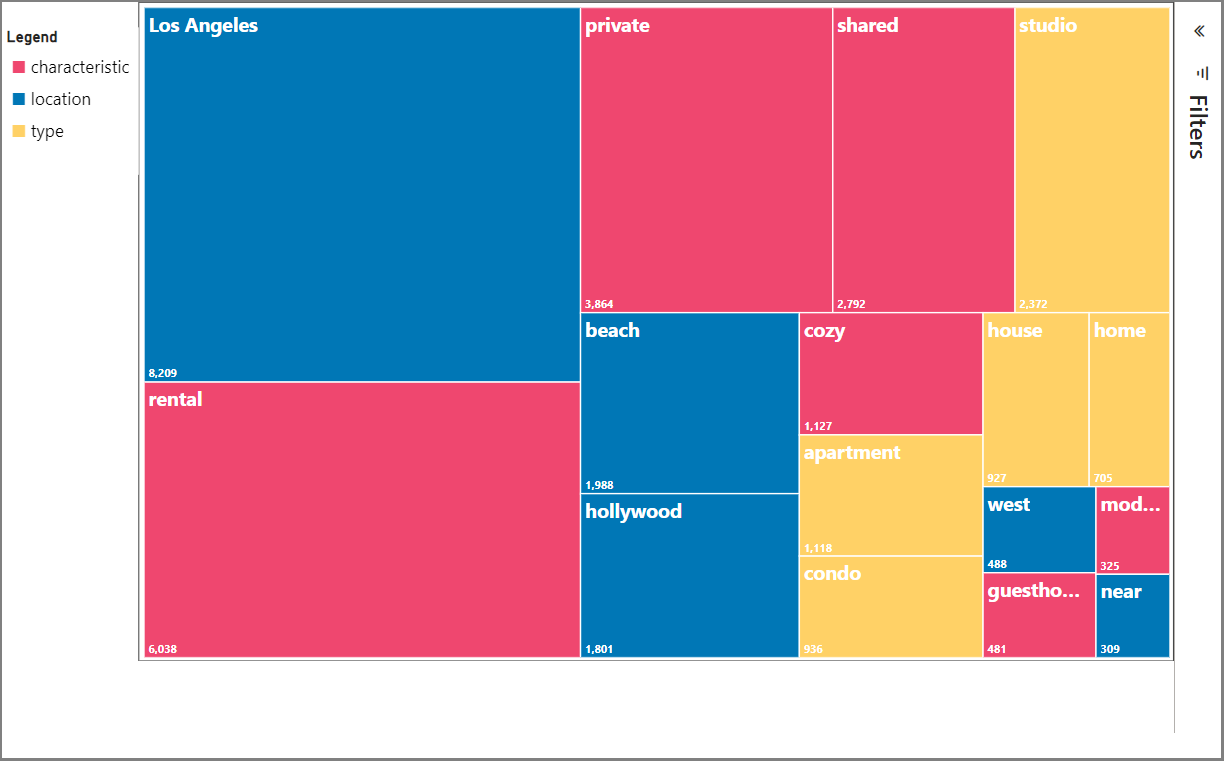 Legend
characteristic
location
type
Los Angeles
8,209
rental
6,038
private
3,864
shared
2,792
studio
2,372
beach
1,988
hollywood
1,801
cozy
1,127
apartment
1,118
condo
936
house
927
home
705
west
488
guestho...
481
mod...
325
near
309
Filters